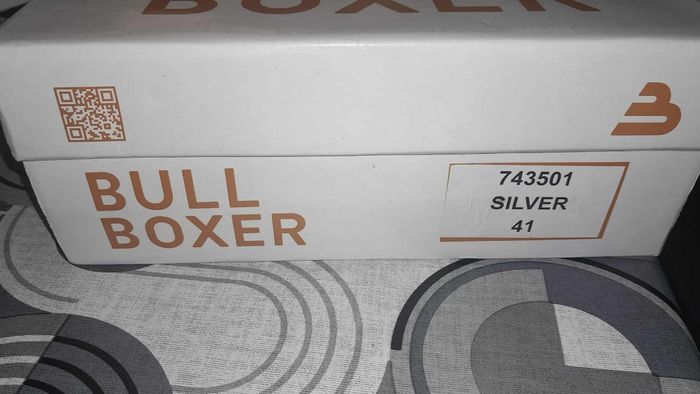 BOXER
BULL
BOXER
743501
SILVER
41